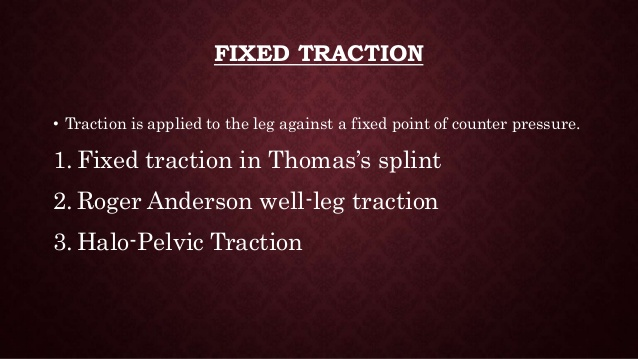 FIXED TRACTION
• Traction is applied to the leg against a fixed point of counter pressure.
1. Fixed traction in Thomas’s splint
2. Roger Anderson well-leg traction
3. Halo-Pelvic Traction